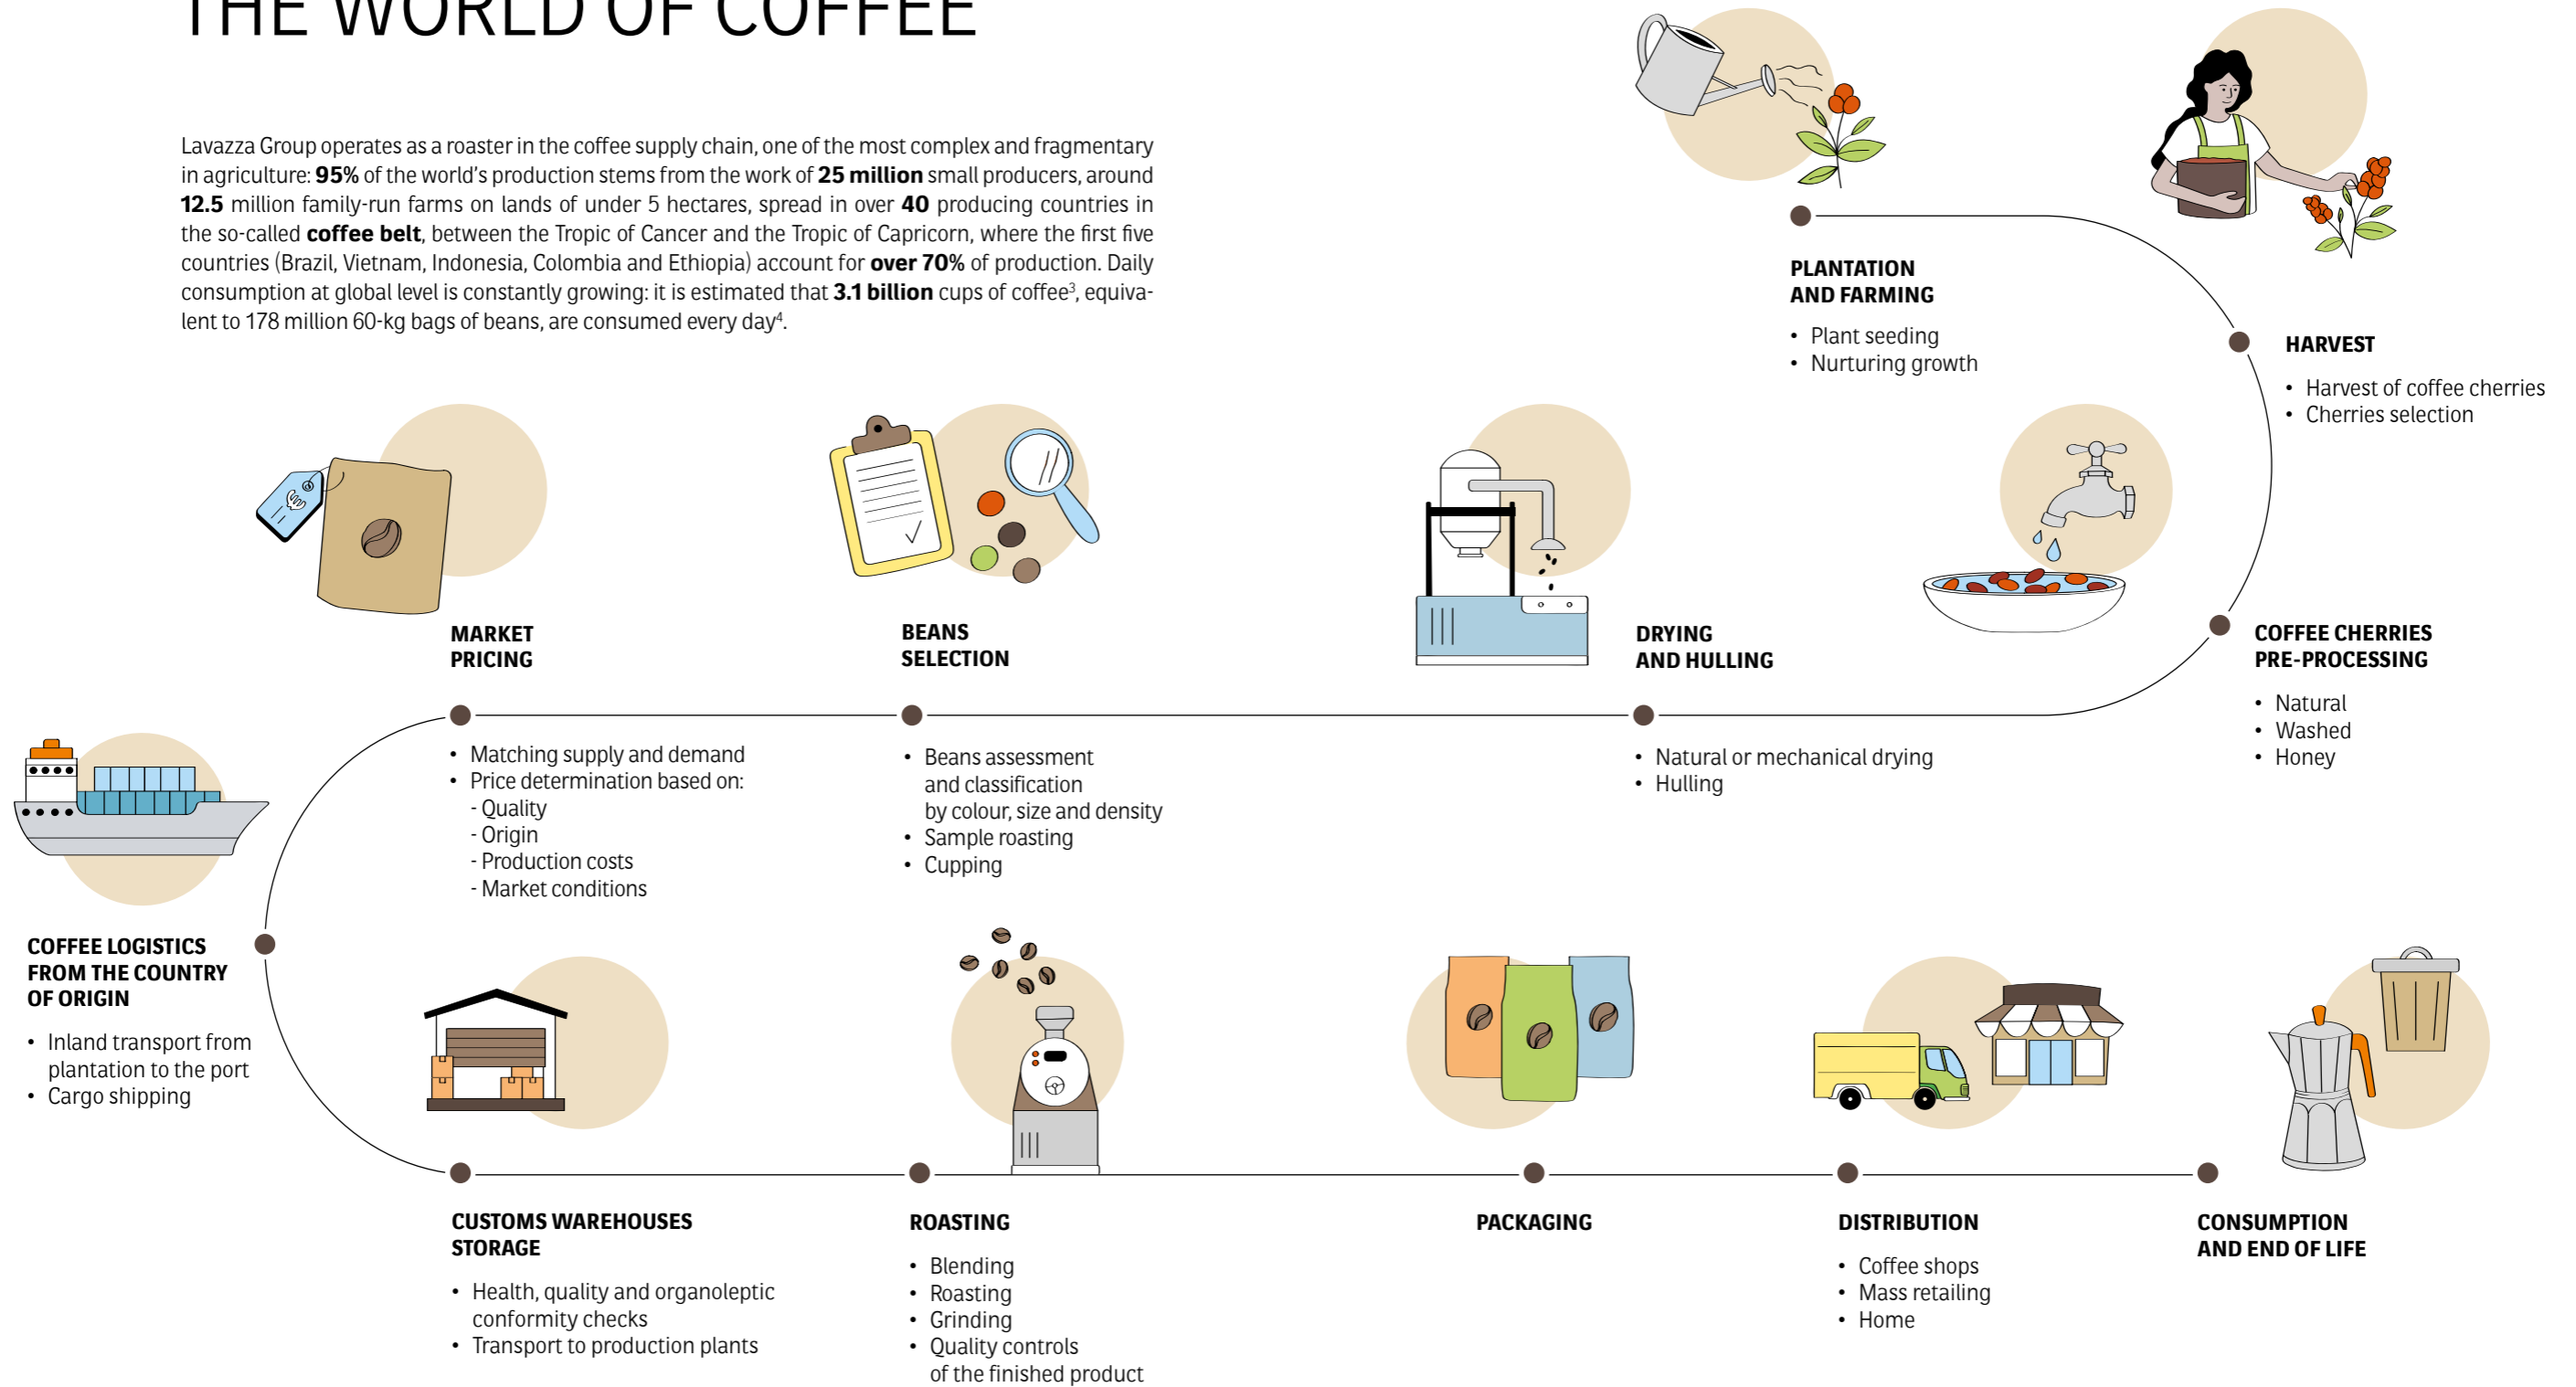 THE WORLD OF COFFEE
Lavazza Group operates as a roaster in the coffee supply chain, one of the most complex and fragmentary
in agriculture: 95% of the world's production stems from the work of 25 million small producers, around
12.5 million family-run farms on lands of under 5 hectares, spread in over 40 producing countries in
the so-called coffee belt, between the Tropic of Cancer and the Tropic of Capricorn, where the first five
countries (Brazil, Vietnam, Indonesia, Colombia and Ethiopia) account for over 70% of production. Daily
consumption at global level is constantly growing: it is estimated that 3.1 billion cups of coffee³, equiva-
lent to 178 million 60-kg bags of beans, are consumed every day⁴.
PLANTATION
AND FARMING
• Plant seeding
• Nurturing growth
HARVEST
• Harvest of coffee cherries
• Cherries selection
COFFEE CHERRIES
PRE-PROCESSING
• Natural
• Washed
• Honey
DRYING
AND HULLING
• Natural or mechanical drying
• Hulling
BEANS
SELECTION
• Beans assessment
and classification
by colour, size and density
• Sample roasting
• Cupping
MARKET
PRICING
• Matching supply and demand
• Price determination based on:
- Quality
- Origin
- Production costs
- Market conditions
COFFEE LOGISTICS
FROM THE COUNTRY
OF ORIGIN
• Inland transport from
plantation to the port
• Cargo shipping
CUSTOMS WAREHOUSES
STORAGE
• Health, quality and organoleptic
conformity checks
• Transport to production plants
ROASTING
• Blending
• Roasting
• Grinding
• Quality controls
of the finished product
PACKAGING
DISTRIBUTION
• Coffee shops
• Mass retailing
• Home
CONSUMPTION
AND END OF LIFE